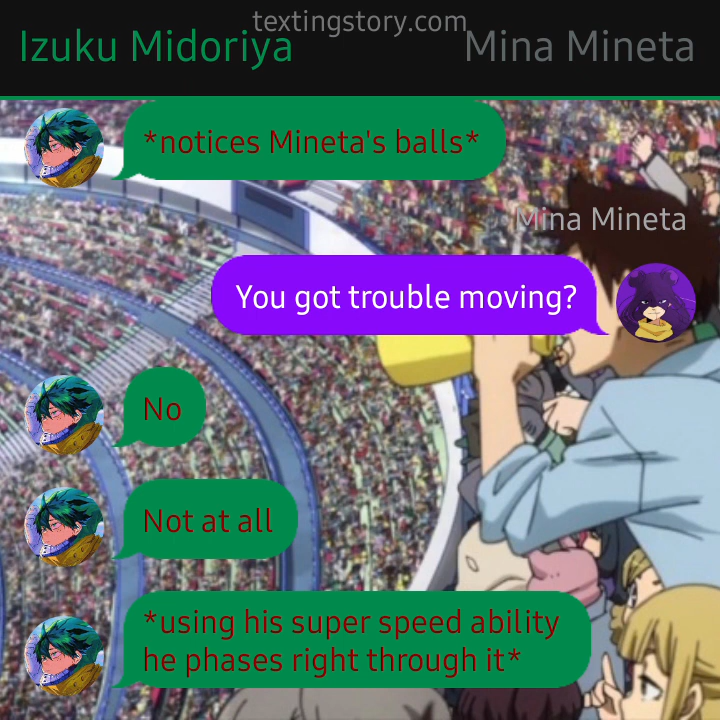 textingstory.com
Izuku Midoriya
Mina Mineta
*notices Mineta's balls*
Mina Mineta
You got trouble moving?
No
Not at all
*using his super speed ability
he phases right through it*